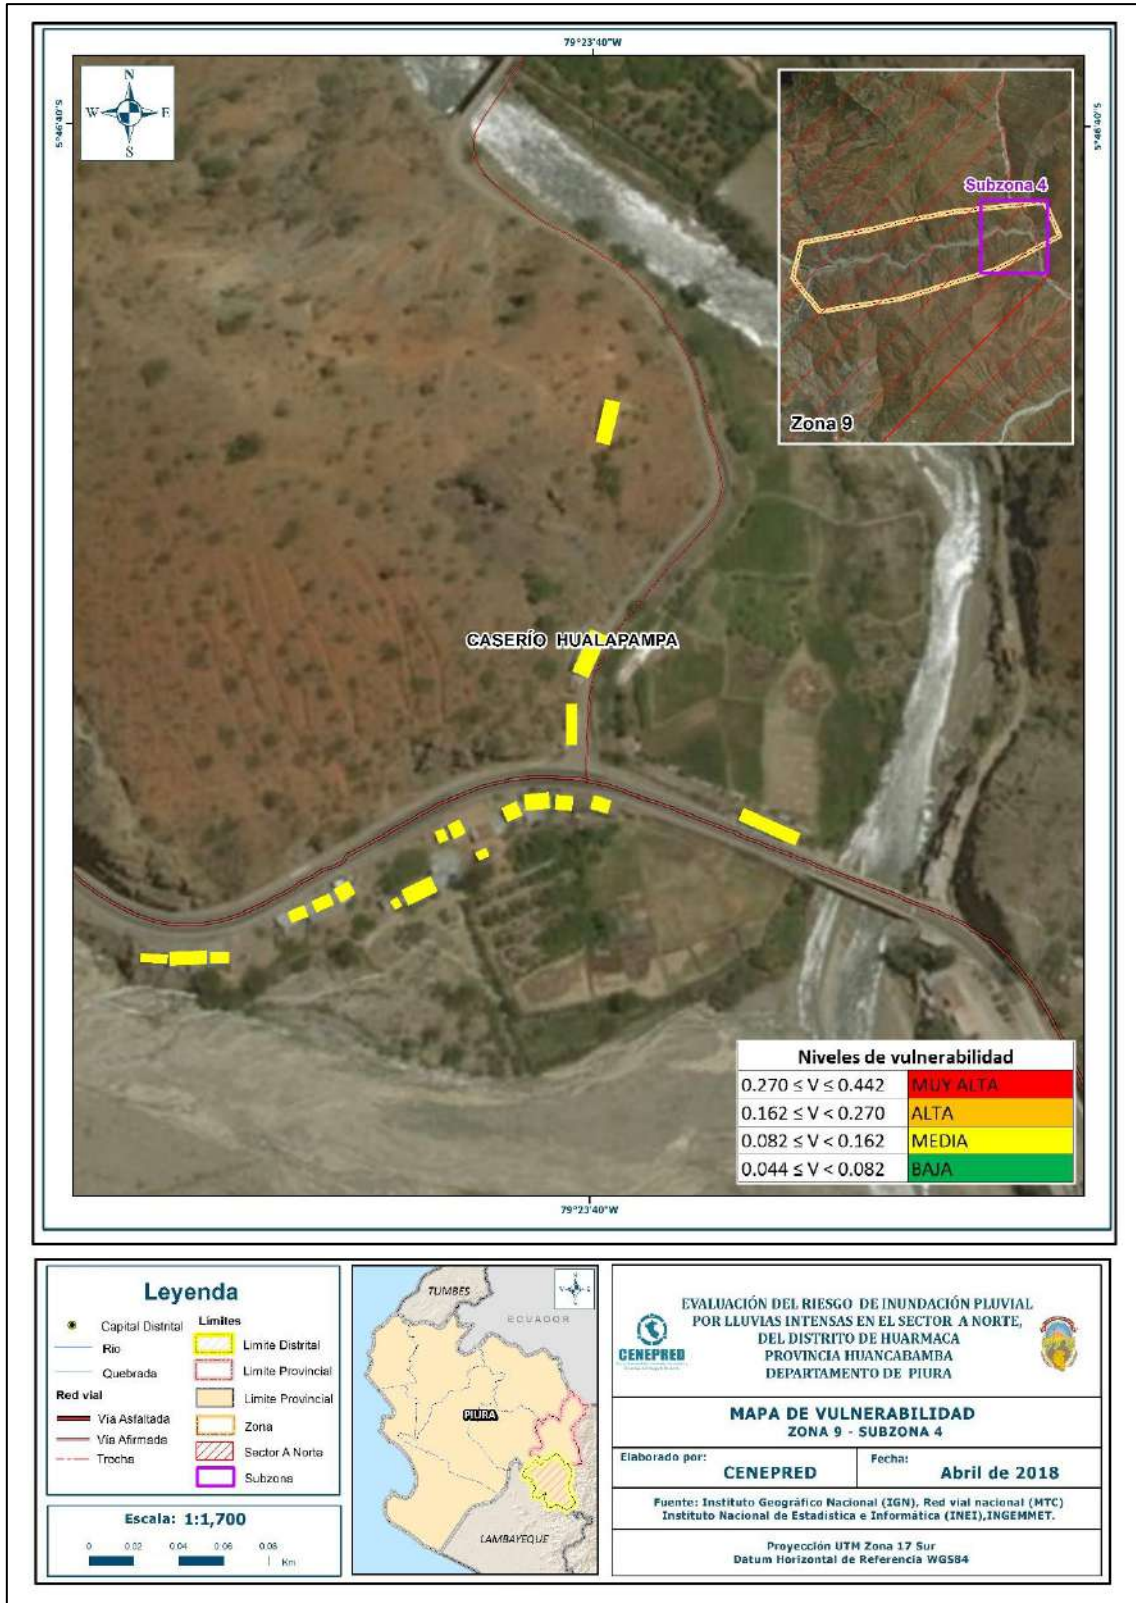 79°23'40"W
5°46'40"S
5°46'40"S
N
W
E
S
Subzona 4
Zona 9
CASERÍO HUALAPAMPA
Niveles de vulnerabilidad
0.270 ≤ V ≤ 0.442 MUY ALTA
0.162 ≤ V < 0.270 ALTA
0.082 ≤ V < 0.162 MEDIA
0.044 ≤ V < 0.082 BAJA
79°23'40"W
Leyenda
Capital Distrital
Río
Quebrada
Red vial
Vía Asfaltada
Vía Afirmada
Trocha
Límites
Limite Distrital
Limite Provincial
Limite Provincial
Zona
Sector A Norta
Subzona
Escala: 1:1,700
0 0.02 0.04 0.06 0.08
Km
TUMBES
ECUADOR
PIURA
LAMBAYEQUE
CENEPRED
EVALUACIÓN DEL RIESGO DE INUNDACIÓN PLUVIAL
POR LLUVIAS INTENSAS EN EL SECTOR A NORTE,
DEL DISTRITO DE HUARMACA
PROVINCIA HUANCABAMBA
DEPARTAMENTO DE PIURA
MAPA DE VULNERABILIDAD
ZONA 9 - SUBZONA 4
Elaborado por:
CENEPRED
Fecha:
Abril de 2018
Fuente: Instituto Geográfico Nacional (IGN), Red vial nacional (MTC)
Instituto Nacional de Estadística e Informática (INEI),INGEMMET.
Proyección UTM Zona 17 Sur
Datum Horizontal de Referencia WGS84